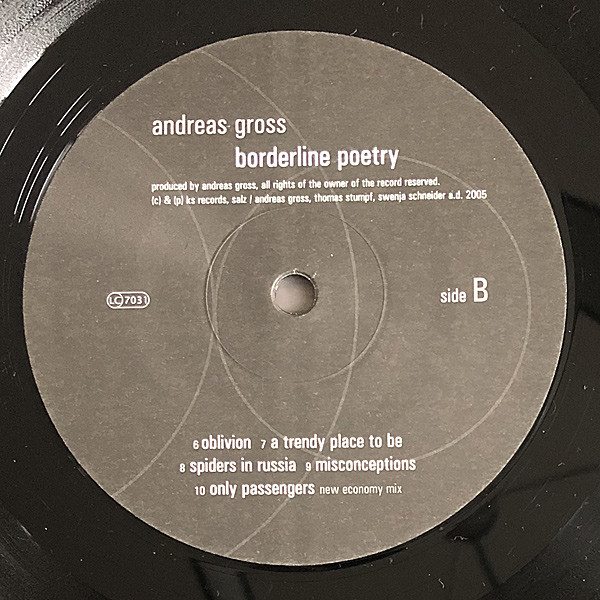 andreas gross
borderline poetry
produced by andreas gross, all rights of the owner of the record reserved.
(c) & (p) ks records, salz / andreas gross, thomas stumpf, swenja schneider a.d. 2005
LC 7031
side B
6 oblivion 7 a trendy place to be
8 spiders in russia 9 misconceptions
10 only passengers new economy mix